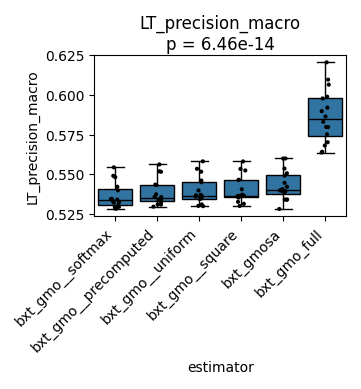 LT_precision_macro
p = 6.46e-14
LT_precision_macro
0.625
0.600
0.575
0.550
0.525
bxt_gmo__softmax
bxt_gmo__precomputed
bxt_gmo__uniform
bxt_gmo__square
bxt_gmosa
bxt_gmo_full
estimator